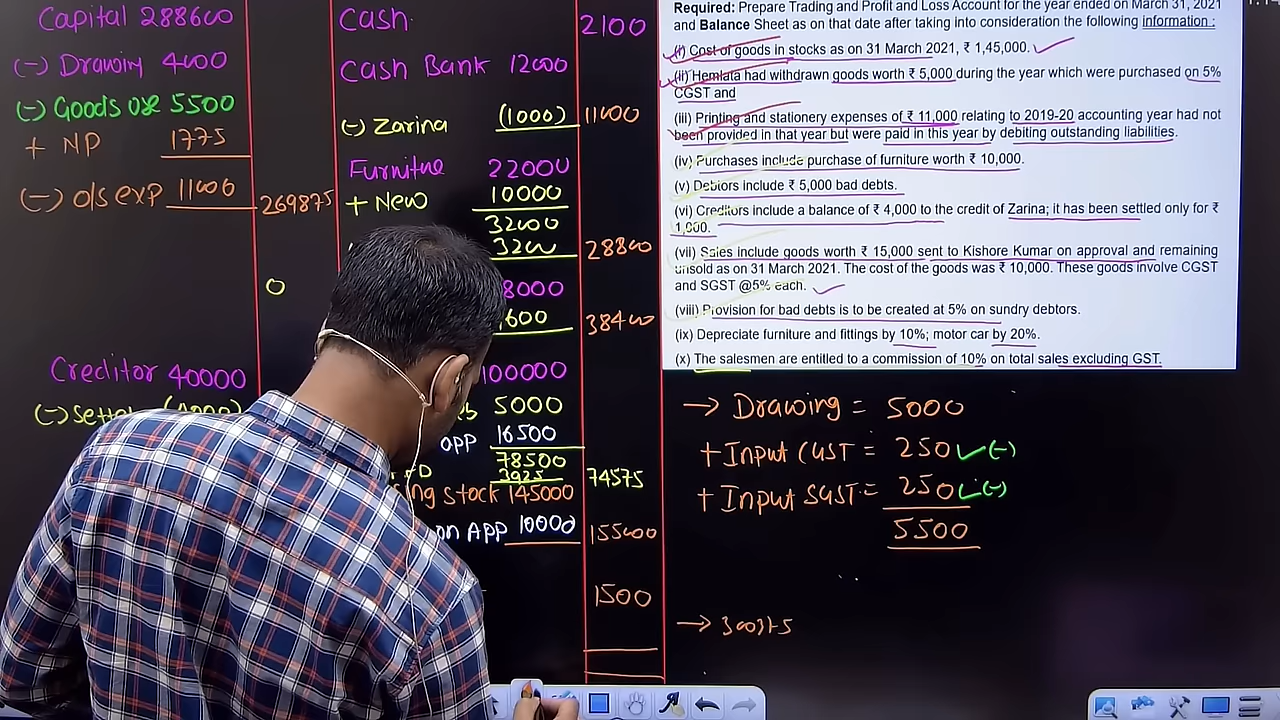 Capital 288600
(-) Drawing 4000
(-) Goods use 5500
+ NP 1775
(-) o/s exp 11000 269875
0
Creditor 40000
Cash 2100
Cash Bank 12000
(-) Zarina (1000) 11000
Furniture 22000
+ New 10000
32000
3200 28800
8000
600 38400
100000
5000
app 16500
78500
3925 74575
ing stock 145000
on App 10000 155000
1500
Required: Prepare Trading and Profit and Loss Account for the year ended on March 31, 2021
and Balance Sheet as on that date after taking into consideration the following information :
(i) Cost of goods in stocks as on 31 March 2021, ₹ 1,45,000.
(ii) Hemlata had withdrawn goods worth ₹ 5,000 during the year which were purchased on 5%
CGST and
(iii) Printing and stationery expenses of ₹ 11,000 relating to 2019-20 accounting year had not
been provided in that year but were paid in this year by debiting outstanding liabilities.
(iv) Purchases include purchase of furniture worth ₹ 10,000.
(v) Debtors include ₹ 5,000 bad debts.
(vi) Creditors include a balance of ₹ 4,000 to the credit of Zarina; it has been settled only for ₹
1,000.
(vii) Sales include goods worth ₹ 15,000 sent to Kishore Kumar on approval and remaining
unsold as on 31 March 2021. The cost of the goods was ₹ 10,000. These goods involve CGST
and SGST @5% each.
(viii) Provision for bad debts is to be created at 5% on sundry debtors.
(ix) Depreciate furniture and fittings by 10%; motor car by 20%.
(x) The salesmen are entitled to a commission of 10% on total sales excluding GST.
→ Drawing = 5000
+ Input CGST = 250 ✓(-)
+ Input SGST = 250 ✓(-)
5500